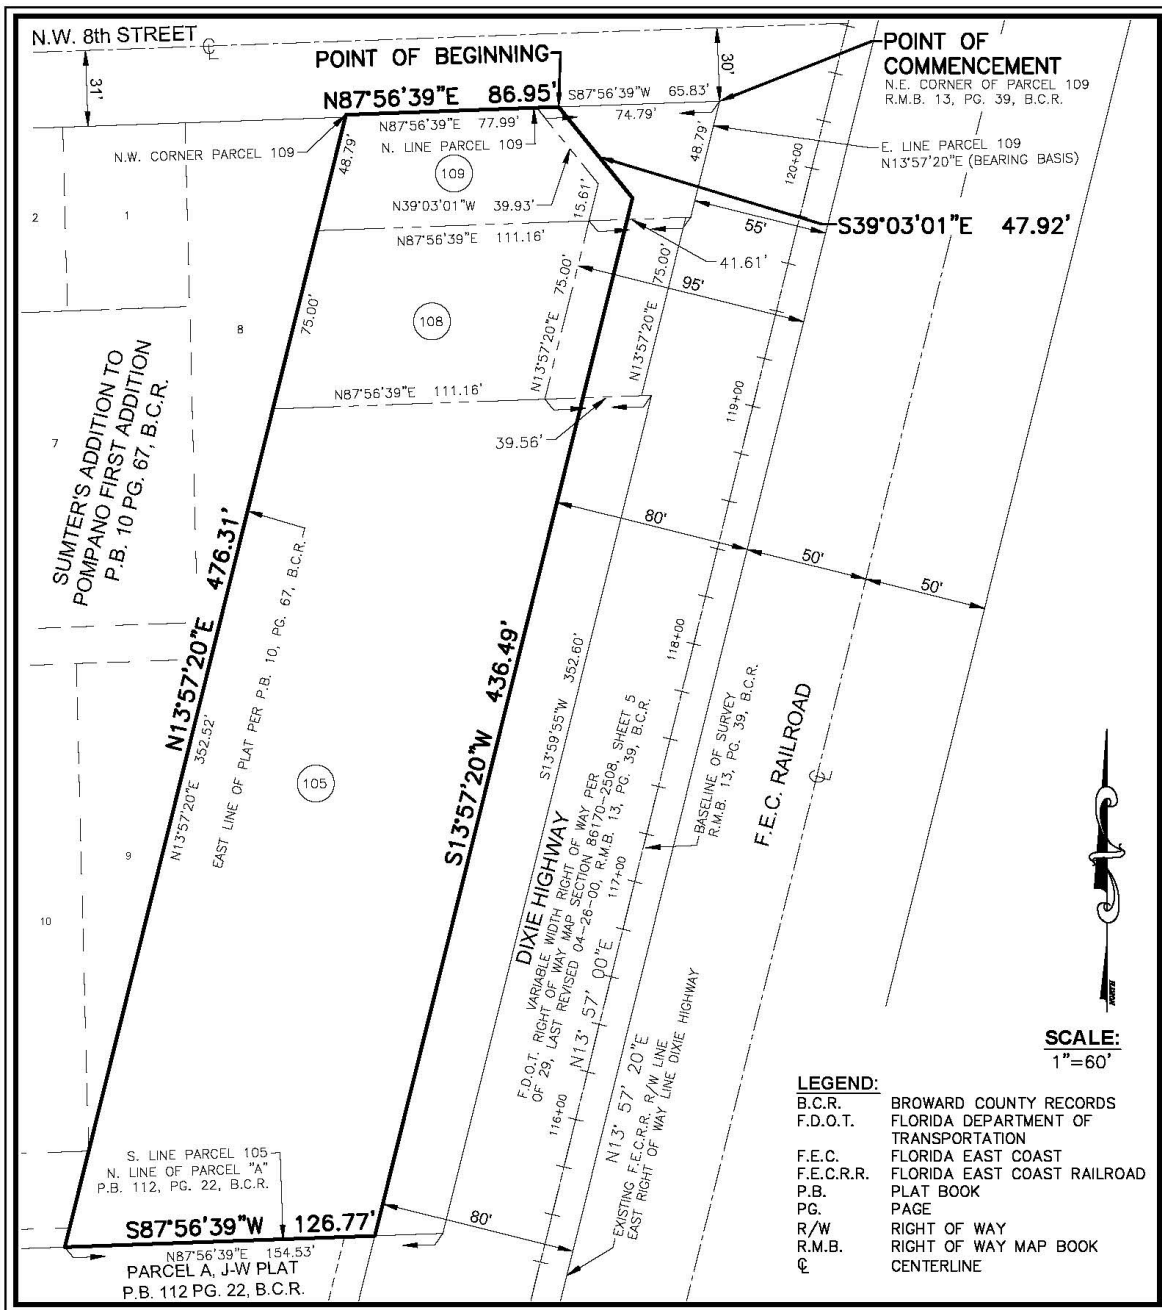 N.W. 8th STREET
℄
31'
30'
POINT OF BEGINNING
POINT OF
COMMENCEMENT
N.E. CORNER OF PARCEL 109
R.M.B. 13, PG. 39, B.C.R.
N87°56'39"E 86.95'
S87°56'39"W 65.83'
74.79'
N87°56'39"E 77.99'
N. LINE PARCEL 109
N.W. CORNER PARCEL 109
48.79'
48.79'
E. LINE PARCEL 109
N13°57'20"E (BEARING BASIS)
120+00
109
N39°03'01"W 39.93'
15.61'
S39°03'01"E 47.92'
55'
2
1
N87°56'39"E 111.16'
41.61'
75.00'
75.00'
75.00'
95'
8
108
N13°57'20"E
N13°57'20"E
N87°56'39"E 111.16'
39.56'
119+00
SUMTER'S ADDITION TO
POMPANO FIRST ADDITION
P.B. 10 PG. 67, B.C.R.
7
80'
50'
50'
N13°57'20"E 476.31'
EAST LINE OF PLAT PER P.B. 10, PG. 67, B.C.R.
N13°57'20"E 352.52'
S13°57'20"W 436.49'
S13°59'55"W 352.60'
118+00
105
9
10
DIXIE HIGHWAY
VARIABLE WIDTH RIGHT OF WAY PER
F.D.O.T. RIGHT OF WAY MAP SECTION 86170-2508, SHEET 5
OF 29, LAST REVISED 04-26-00, R.M.B. 13, PG. 39, B.C.R.
117+00
BASELINE OF SURVEY
R.M.B. 13, PG. 39, B.C.R.
F.E.C. RAILROAD
℄
N13° 57' 00"E
116+00
N13° 57' 20"E
EXISTING F.E.C.R.R. R/W LINE
EAST RIGHT OF WAY LINE DIXIE HIGHWAY
NORTH
SCALE:
1"=60'
S. LINE PARCEL 105
N. LINE OF PARCEL "A"
P.B. 112, PG. 22, B.C.R.
S87°56'39"W 126.77'
80'
N87°56'39"E 154.53'
PARCEL A, J-W PLAT
P.B. 112 PG. 22, B.C.R.
LEGEND:
B.C.R. BROWARD COUNTY RECORDS
F.D.O.T. FLORIDA DEPARTMENT OF
TRANSPORTATION
F.E.C. FLORIDA EAST COAST
F.E.C.R.R. FLORIDA EAST COAST RAILROAD
P.B. PLAT BOOK
PG. PAGE
R/W RIGHT OF WAY
R.M.B. RIGHT OF WAY MAP BOOK
℄ CENTERLINE